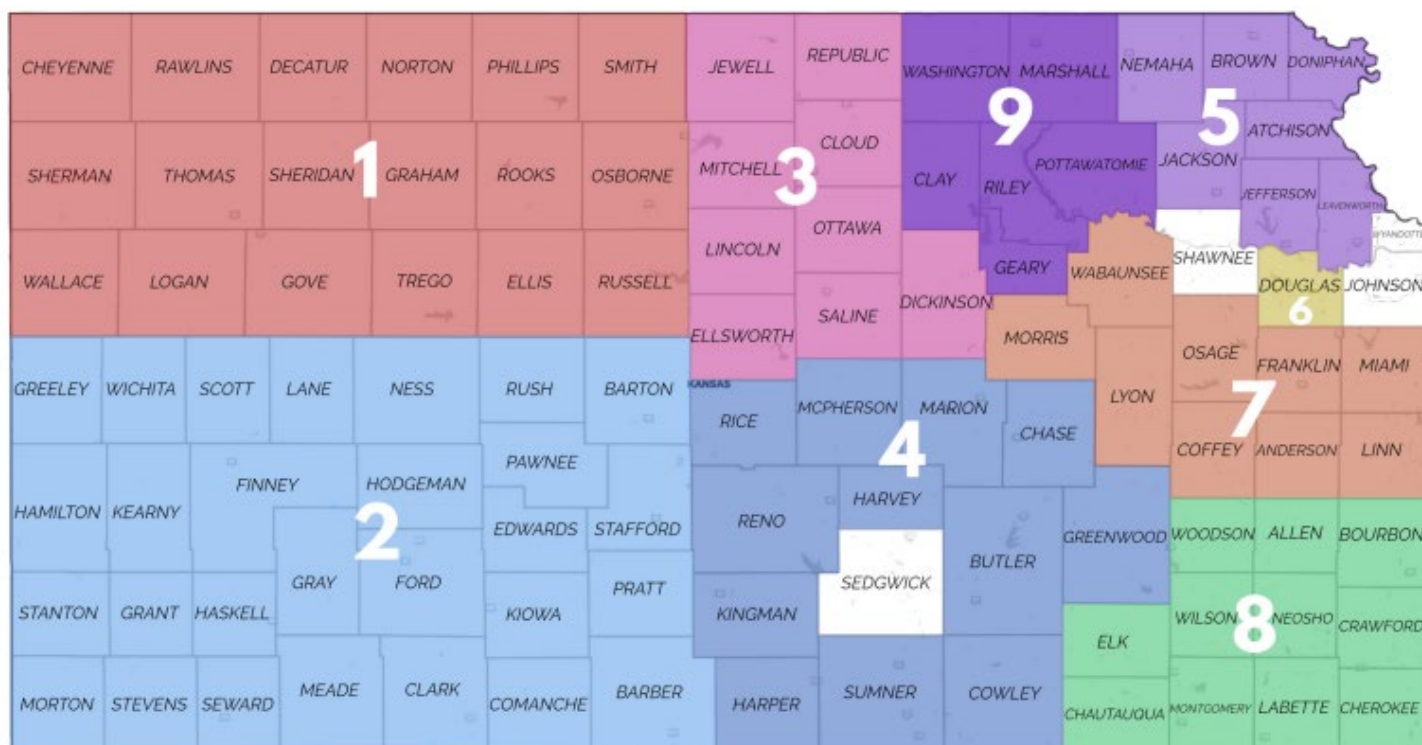 CHEYENNE RAWLINS DECATUR NORTON PHILLIPS SMITH JEWELL REPUBLIC WASHINGTON MARSHALL NEMAHA BROWN DONIPHAN
9
5
ATCHISON
SHERMAN THOMAS SHERIDAN GRAHAM ROOKS OSBORNE MITCHELL CLOUD CLAY RILEY POTTAWATOMIE JACKSON JEFFERSON LEAVENWORTH
1
3
WALLACE LOGAN GOVE TREGO ELLIS RUSSELL LINCOLN OTTAWA GEARY WABAUNSEE SHAWNEE DOUGLAS JOHNSON WYANDOTTE
6
ELLSWORTH SALINE DICKINSON MORRIS OSAGE FRANKLIN MIAMI
GREELEY WICHITA SCOTT LANE NESS RUSH BARTON KANSAS
RICE MCPHERSON MARION CHASE LYON
7
COFFEY ANDERSON LINN
4
PAWNEE
HAMILTON KEARNY FINNEY HODGEMAN EDWARDS STAFFORD RENO HARVEY
2
SEDGWICK BUTLER GREENWOOD WOODSON ALLEN BOURBON
STANTON GRANT HASKELL GRAY FORD KIOWA PRATT KINGMAN
ELK WILSON NEOSHO CRAWFORD
8
MORTON STEVENS SEWARD MEADE CLARK COMANCHE BARBER HARPER SUMNER COWLEY CHAUTAUQUA MONTGOMERY LABETTE CHEROKEE